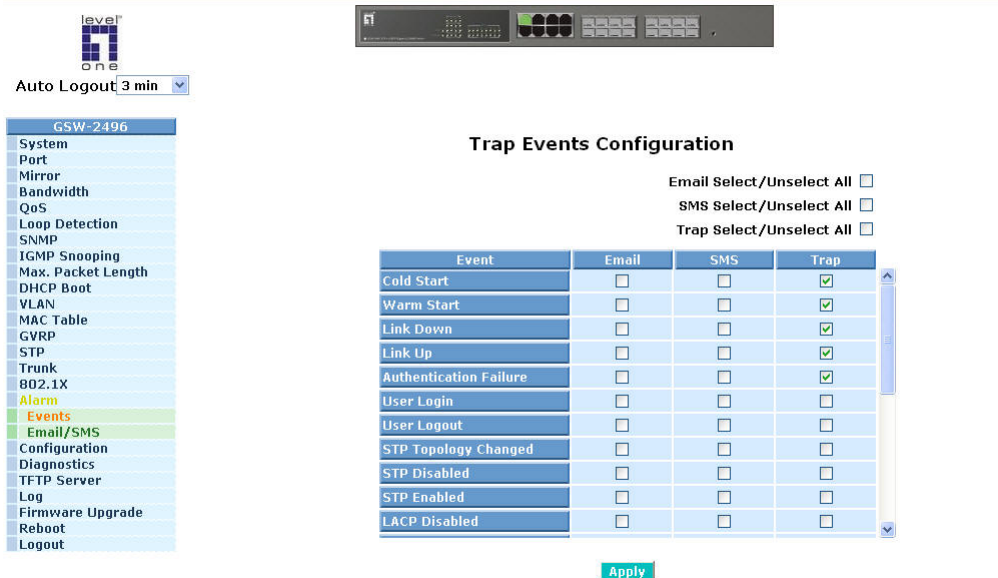 level
one
Auto Logout 3 min
GSW-2496
System
Port
Mirror
Bandwidth
QoS
Loop Detection
SNMP
IGMP Snooping
Max. Packet Length
DHCP Boot
VLAN
MAC Table
GVRP
STP
Trunk
802.1X
Alarm
Events
Email/SMS
Configuration
Diagnostics
TFTP Server
Log
Firmware Upgrade
Reboot
Logout
Trap Events Configuration
Email Select/Unselect All
SMS Select/Unselect All
Trap Select/Unselect All
Event Email SMS Trap
Cold Start
Warm Start
Link Down
Link Up
Authentication Failure
User Login
User Logout
STP Topology Changed
STP Disabled
STP Enabled
LACP Disabled
Apply